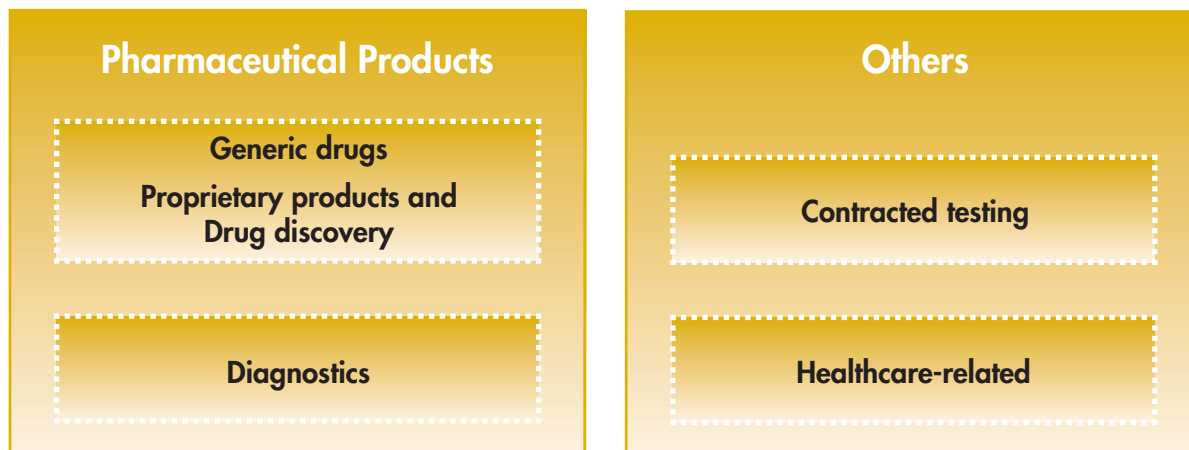 Pharmaceutical Products
Generic drugs
Proprietary products and
Drug discovery
Diagnostics
Others
Contracted testing
Healthcare-related